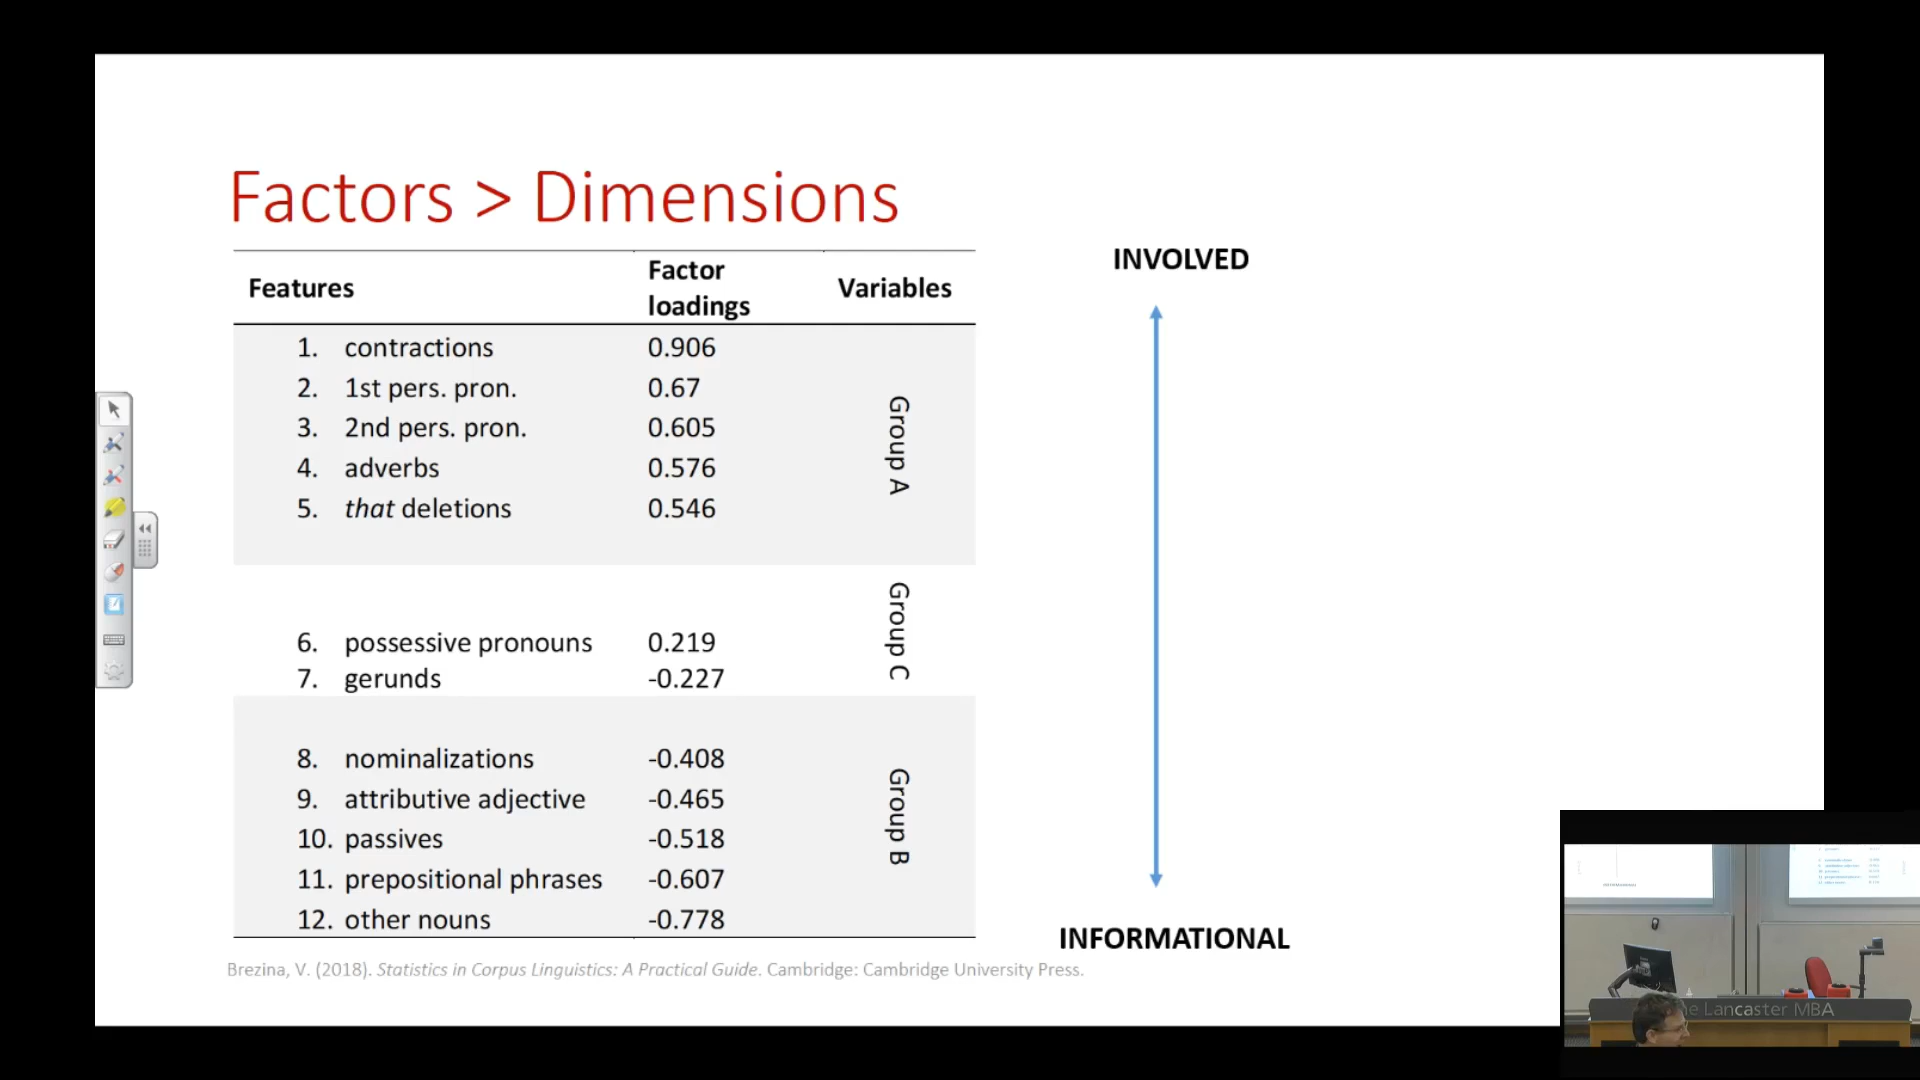 Factors > Dimensions
Features
Factor
loadings
Variables
1. contractions 0.906
2. 1st pers. pron. 0.67
3. 2nd pers. pron. 0.605
4. adverbs 0.576
5. that deletions 0.546
Group A
6. possessive pronouns 0.219
7. gerunds -0.227
Group C
8. nominalizations -0.408
9. attributive adjective -0.465
10. passives -0.518
11. prepositional phrases -0.607
12. other nouns -0.778
Group B
Brezina, V. (2018). Statistics in Corpus Linguistics: A Practical Guide. Cambridge: Cambridge University Press.
INVOLVED
INFORMATIONAL
Lancaster MBA